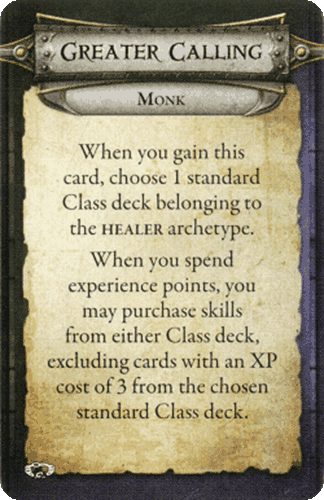 Greater Calling
Monk
When you gain this
card, choose 1 standard
Class deck belonging to
the HEALER archetype.
When you spend
experience points, you
may purchase skills
from either Class deck,
excluding cards with an XP
cost of 3 from the chosen
standard Class deck.